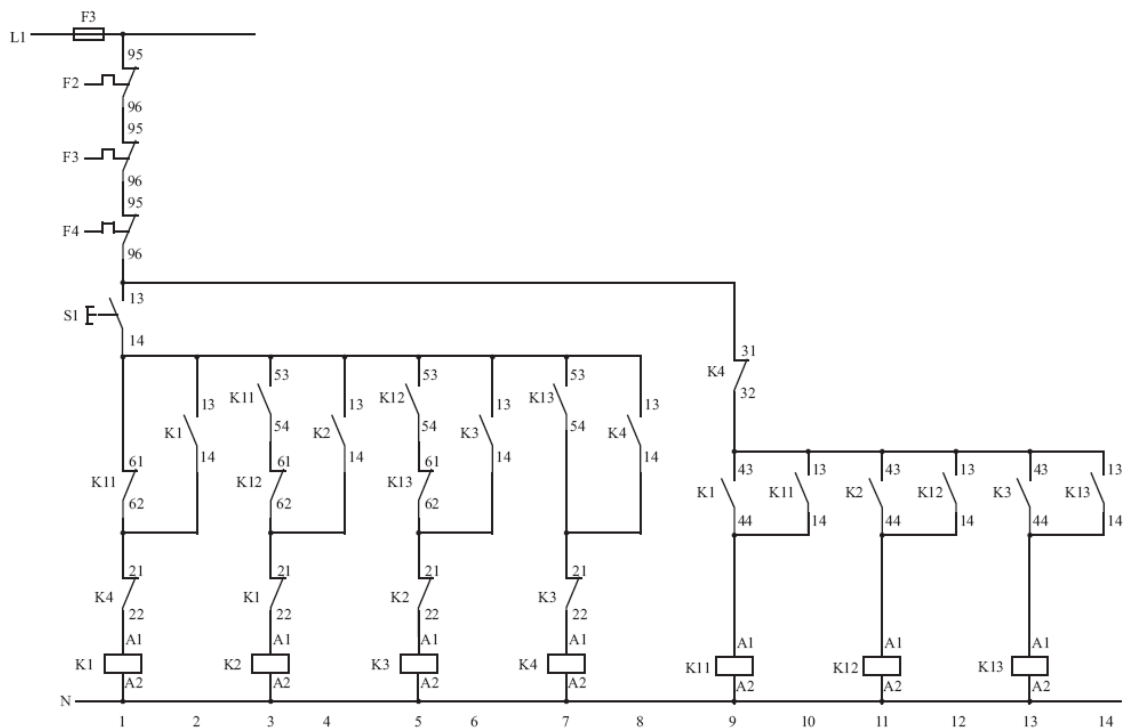 F3
L1
95
F2
96
95
F3
96
95
F4
96
13
S1
14
31
K4
32
53 53
K11 13 K12 13 K13 53 13
K1 54 K2 54 K3 54 K4
14 61 14 61 14 14
61 K12 K13
K11 62 62
62
43 13 43 13 43 13
K1 K11 K2 K12 K3 K13
44 14 44 14 44 14
21 21 21 21
K4 K1 K2 K3
22 22 22 22
A1 A1 A1 A1 A1 A1 A1
K1 K2 K3 K4 K11 K12 K13
A2 A2 A2 A2 A2 A2 A2
N
1 2 3 4 5 6 7 8 9 10 11 12 13 14